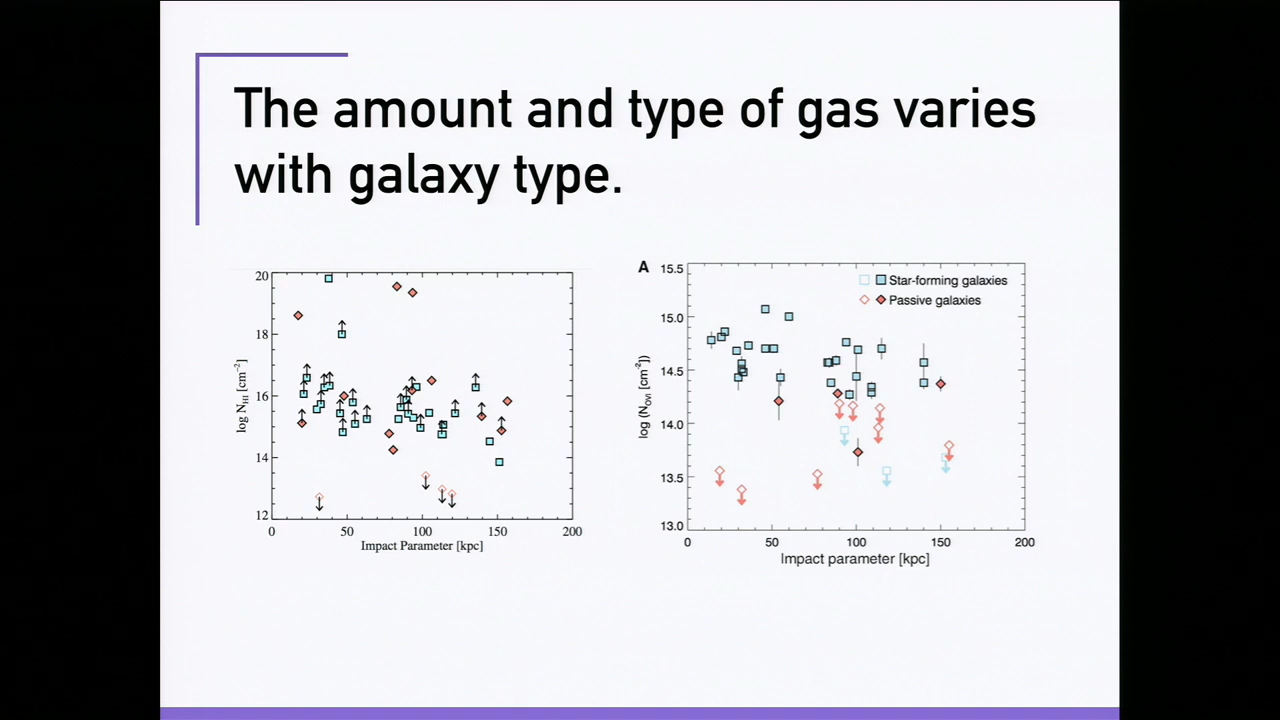 The amount and type of gas varies
with galaxy type.
20
18
16
14
12
log N_HI [cm⁻²]
0 50 100 150 200
Impact Parameter [kpc]
A
15.5
15.0
14.5
14.0
13.5
13.0
log (N_OVI [cm⁻²])
Star-forming galaxies
Passive galaxies
0 50 100 150 200
Impact parameter [kpc]